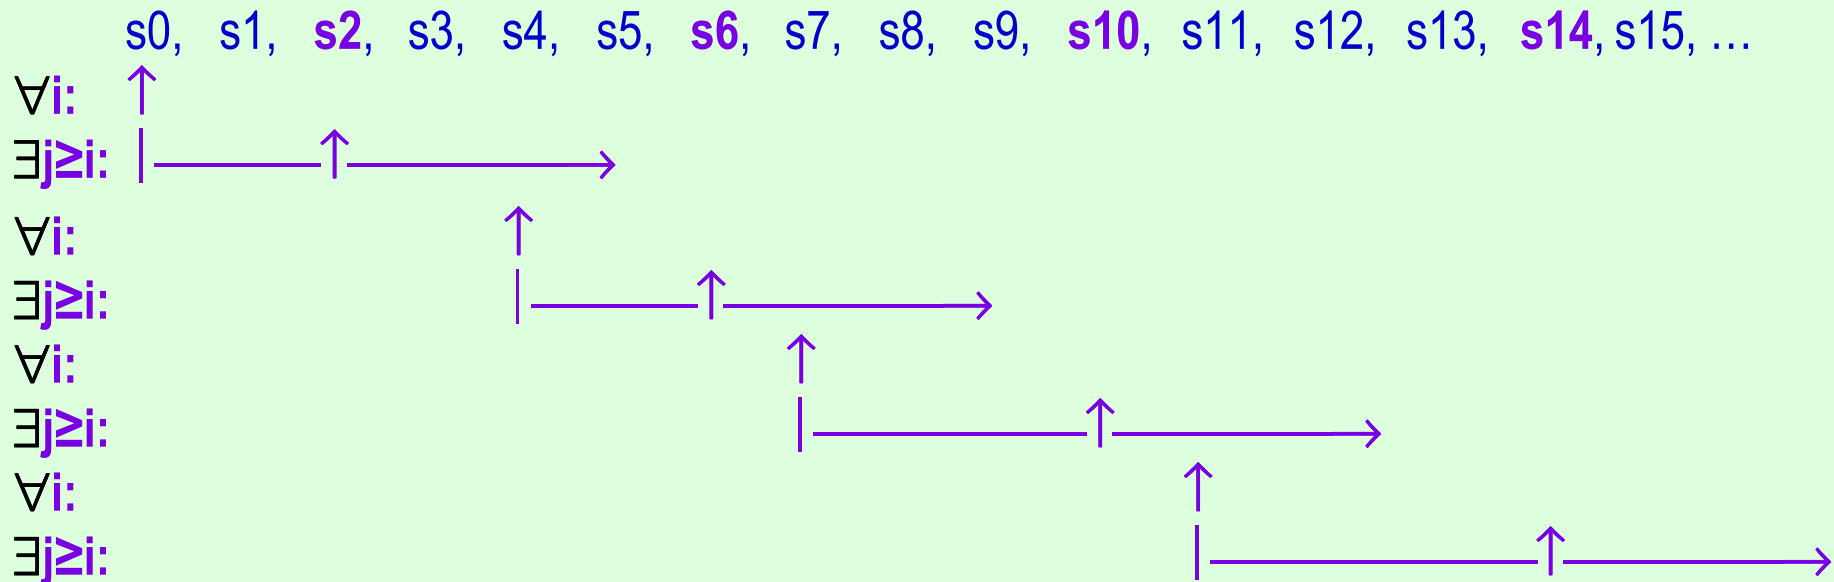 s0, s1, s2, s3, s4, s5, s6, s7, s8, s9, s10, s11, s12, s13, s14, s15, ...
∀i:
∃j≥i:
∀i:
∃j≥i:
∀i:
∃j≥i:
∀i:
∃j≥i: